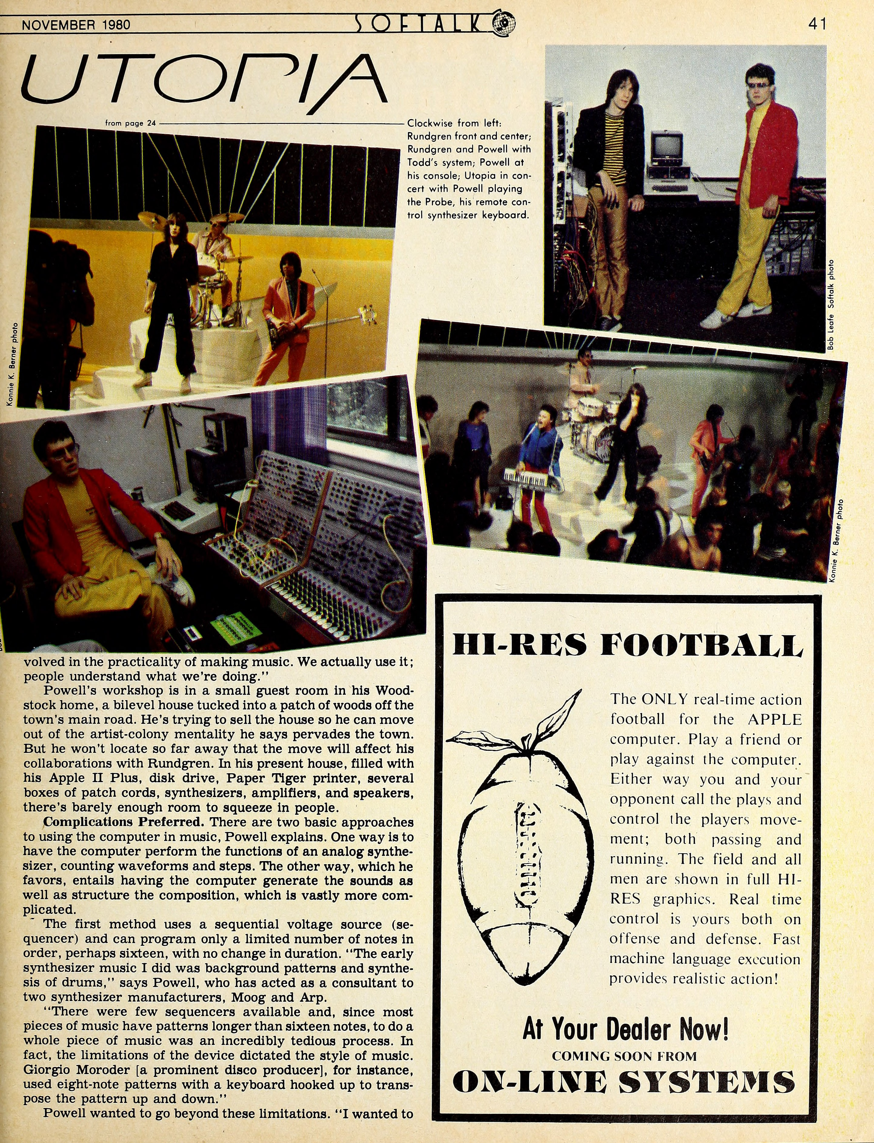 NOVEMBER 1980
SOFTALK
41
UTOPIA
from page 24
Clockwise from left:
Rundgren front and center;
Rundgren and Powell with
Todd's system; Powell at
his console; Utopia in con-
cert with Powell playing
the Probe, his remote con-
trol synthesizer keyboard.
Konnie K. Berner photo
Bob Leafe Softalk photo
Konnie K. Berner photo
volved in the practicality of making music. We actually use it;
people understand what we're doing."
Powell's workshop is in a small guest room in his Wood-
stock home, a bilevel house tucked into a patch of woods off the
town's main road. He's trying to sell the house so he can move
out of the artist-colony mentality he says pervades the town.
But he won't locate so far away that the move will affect his
collaborations with Rundgren. In his present house, filled with
his Apple II Plus, disk drive, Paper Tiger printer, several
boxes of patch cords, synthesizers, amplifiers, and speakers,
there's barely enough room to squeeze in people.
Complications Preferred. There are two basic approaches
to using the computer in music, Powell explains. One way is to
have the computer perform the functions of an analog synthe-
sizer, counting waveforms and steps. The other way, which he
favors, entails having the computer generate the sounds as
well as structure the composition, which is vastly more com-
plicated.
The first method uses a sequential voltage source (se-
quencer) and can program only a limited number of notes in
order, perhaps sixteen, with no change in duration. "The early
synthesizer music I did was background patterns and synthe-
sis of drums," says Powell, who has acted as a consultant to
two synthesizer manufacturers, Moog and Arp.
"There were few sequencers available and, since most
pieces of music have patterns longer than sixteen notes, to do a
whole piece of music was an incredibly tedious process. In
fact, the limitations of the device dictated the style of music.
Giorgio Moroder [a prominent disco producer], for instance,
used eight-note patterns with a keyboard hooked up to trans-
pose the pattern up and down."
Powell wanted to go beyond these limitations. "I wanted to
HI-RES FOOTBALL
The ONLY real-time action
football for the APPLE
computer. Play a friend or
play against the computer.
Either way you and your
opponent call the plays and
control the players move-
ment; both passing and
running. The field and all
men are shown in full HI-
RES graphics. Real time
control is yours both on
offense and defense. Fast
machine language execution
provides realistic action!
At Your Dealer Now!
COMING SOON FROM
ON-LINE SYSTEMS